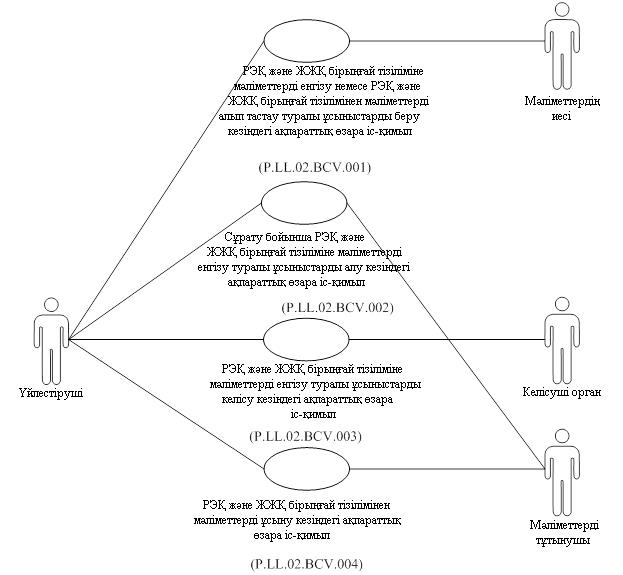 РЭҚ және ЖЖҚ бірыңғай тізіліміне
мәліметтерді енгізу немесе РЭҚ және
ЖЖҚ бірыңғай тізілімінен мәліметтерді
алып тастау туралы ұсыныстарды беру
кезіндегі ақпараттық өзара іс-қимыл
(P.LL.02.BCV.001)
Мәліметтердің
иесі
Сұрату бойынша РЭҚ және
ЖЖҚ бірыңғай тізіліміне мәліметтерді
енгізу туралы ұсыныстарды алу кезіндегі
ақпараттық өзара іс-қимыл
(P.LL.02.BCV.002)
Үйлестіруші
РЭҚ және ЖЖҚ бірыңғай тізіліміне
мәліметтерді енгізу туралы ұсыныстарды
келісу кезіндегі ақпараттық өзара
іс-қимыл
(P.LL.02.BCV.003)
Келісуші орган
РЭҚ және ЖЖҚ бірыңғай тізілімінен
мәліметтерді ұсыну кезіндегі ақпараттық
өзара іс-қимыл
(P.LL.02.BCV.004)
Мәліметтерді
тұтынушы